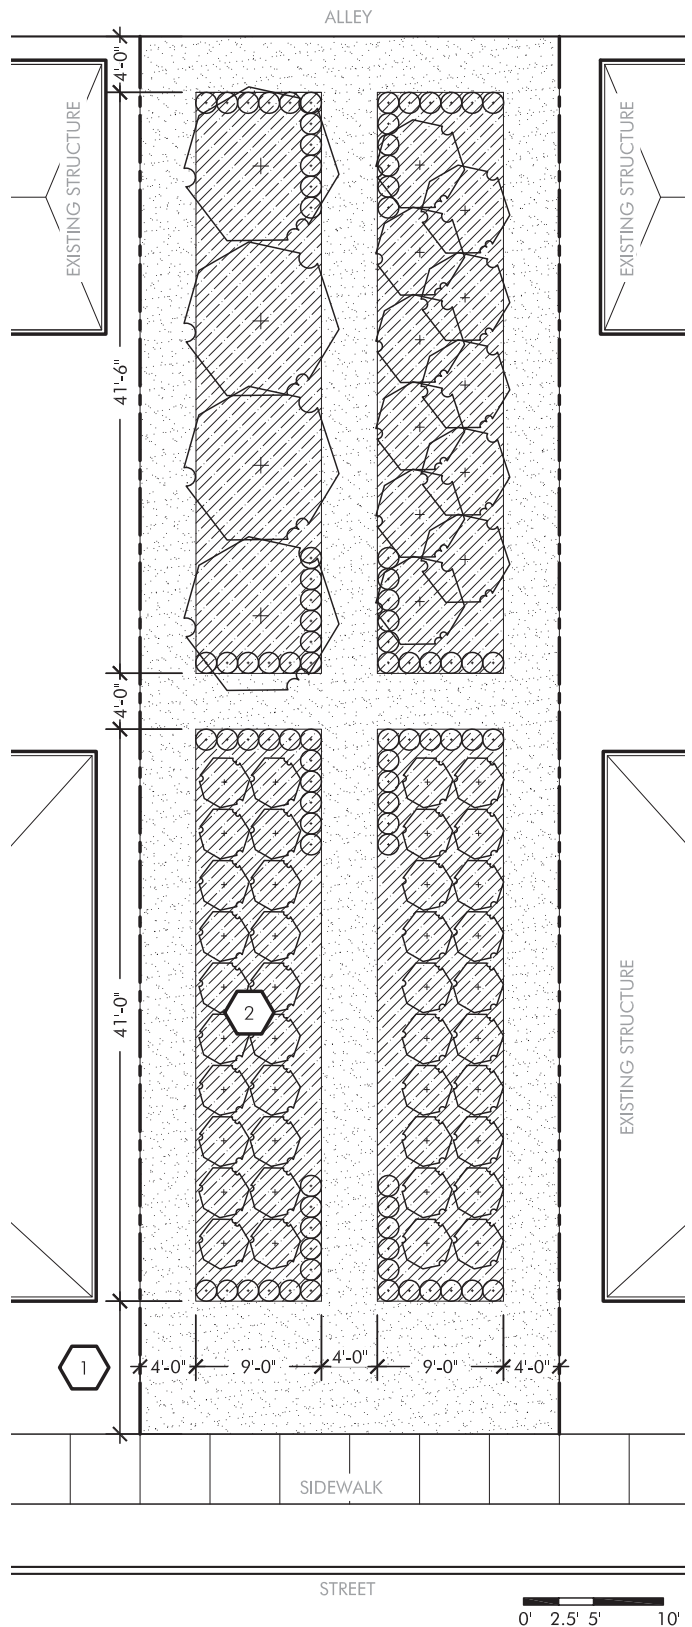 ALLEY
4'-0"
EXISTING STRUCTURE
EXISTING STRUCTURE
41'-6"
4'-0"
41'-0"
2
EXISTING STRUCTURE
1
4'-0"
9'-0"
4'-0"
9'-0"
4'-0"
SIDEWALK
STREET
0' 2.5' 5' 10'